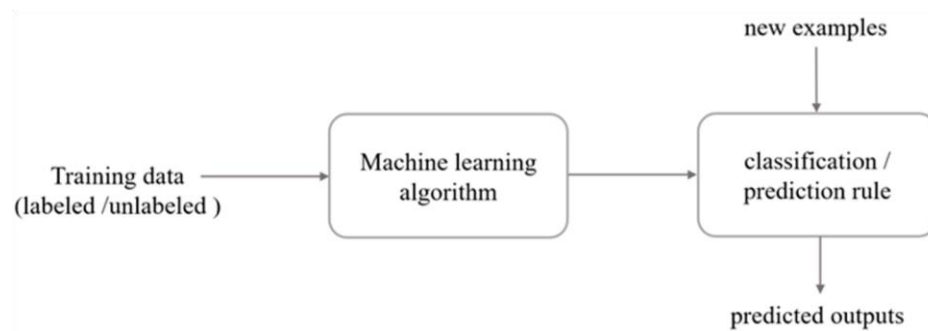 new examples
Training data
(labeled /unlabeled )
Machine learning
algorithm
classification /
prediction rule
predicted outputs